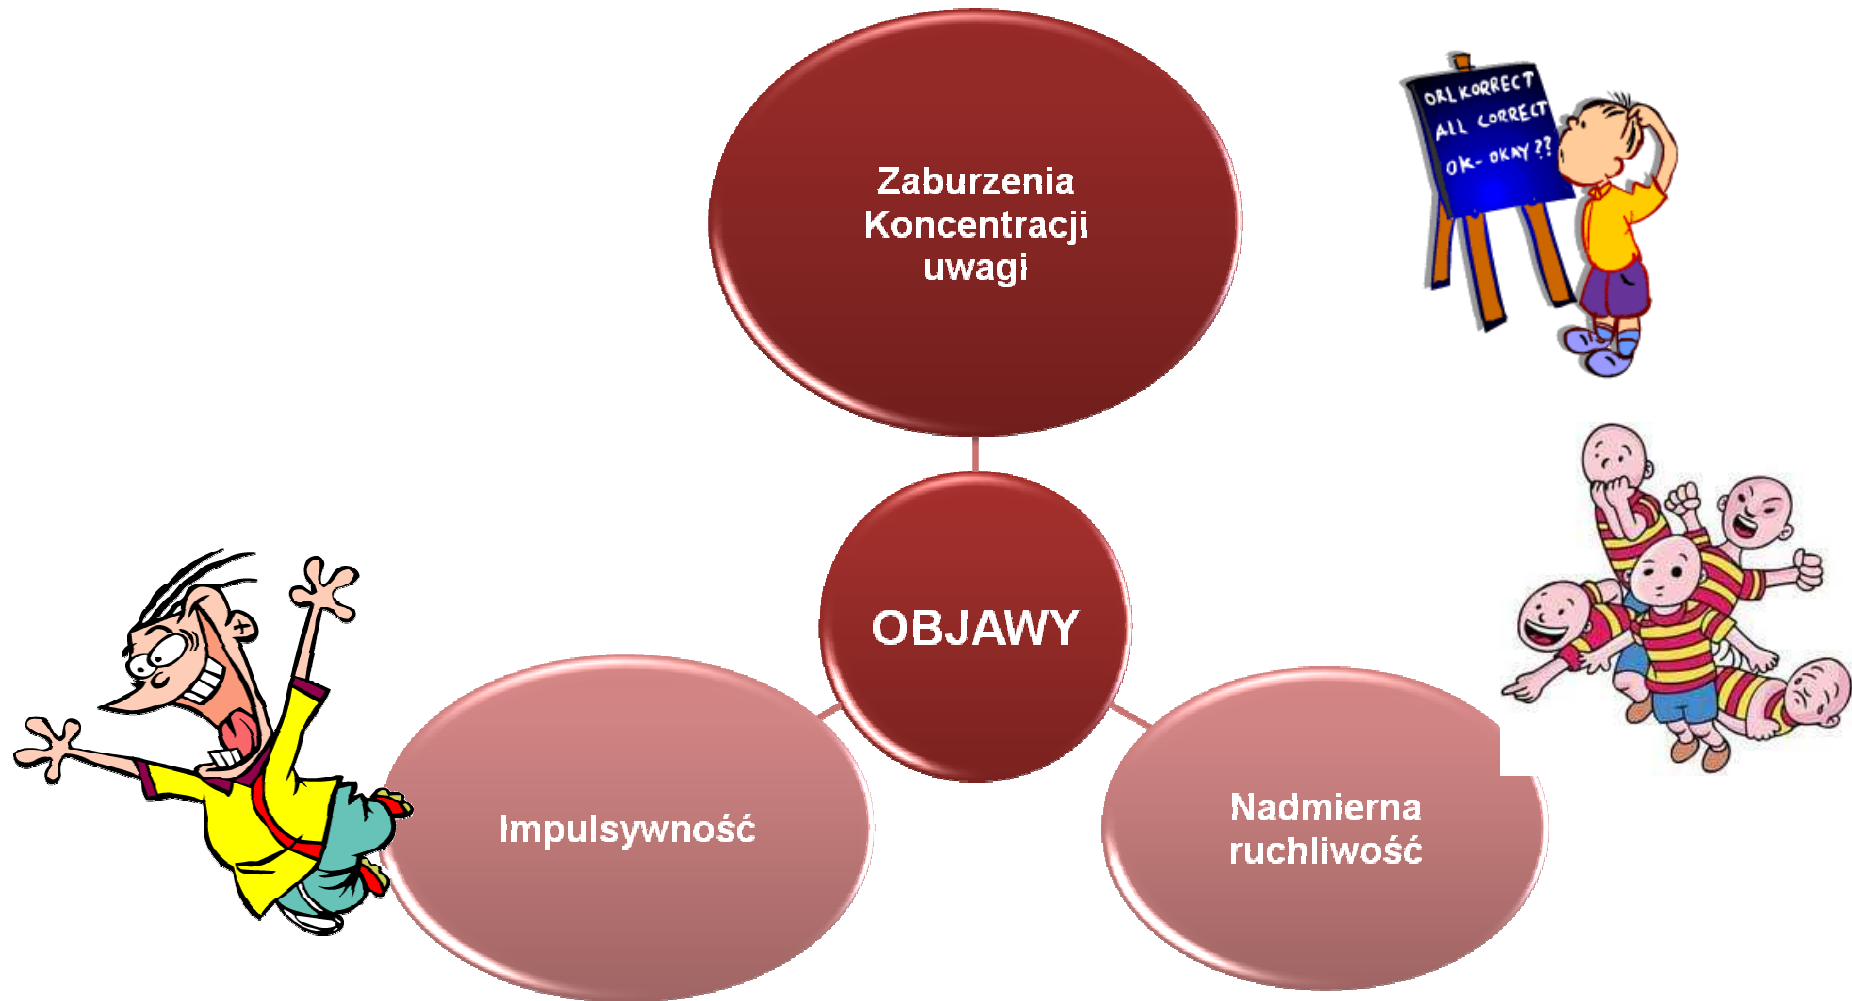 Zaburzenia
Koncentracji
uwagi
ORL KORRECT
ALL CORRECT
OK- OKAY??
OBJAWY
Impulsywność
Nadmierna
ruchliwość